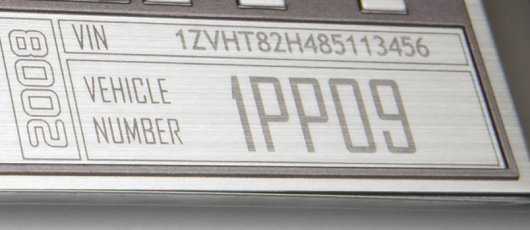 2008
VIN 1ZVHT82H485113456
VEHICLE
NUMBER
1PP09